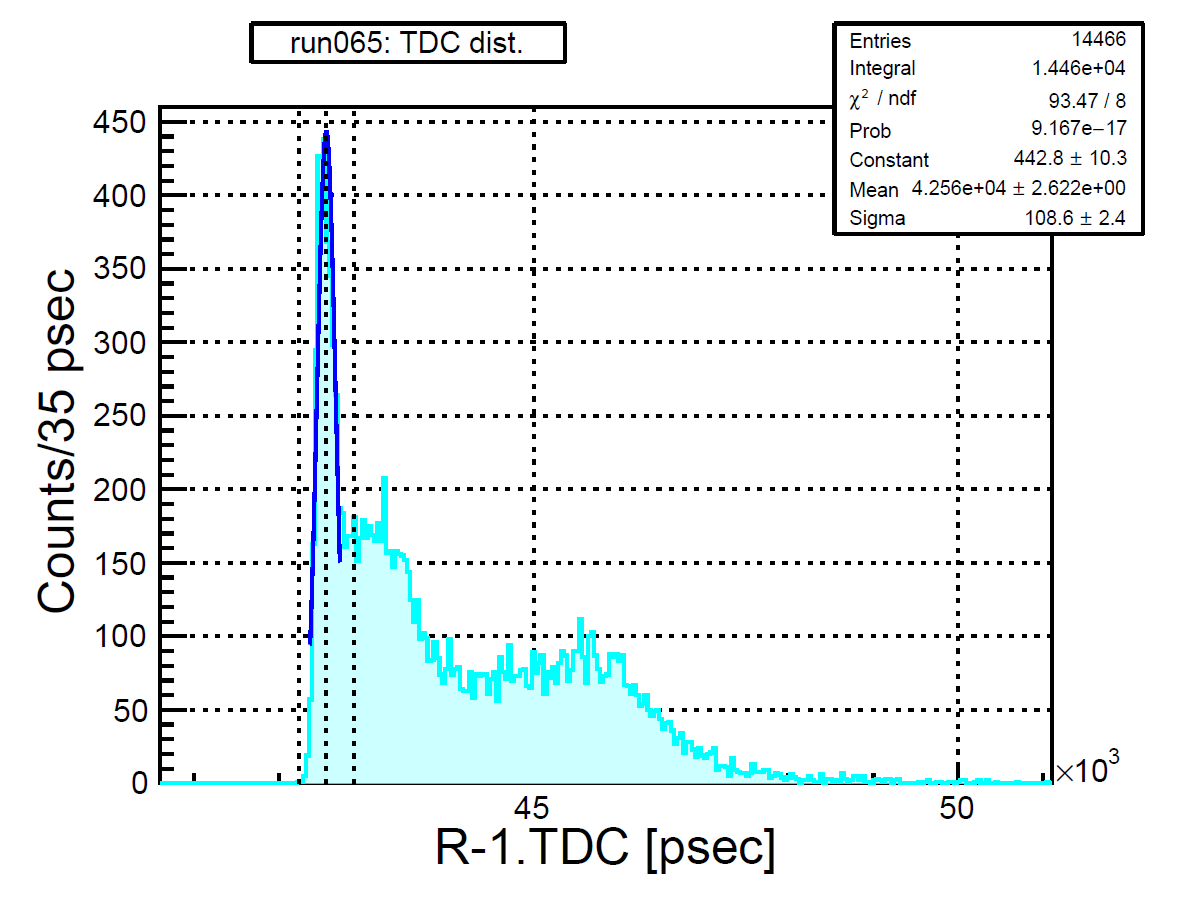 run065: TDC dist.
Entries 14466
Integral 1.446e+04
χ² / ndf 93.47 / 8
Prob 9.167e−17
Constant 442.8 ± 10.3
Mean 4.256e+04 ± 2.622e+00
Sigma 108.6 ± 2.4
Counts/35 psec
450
400
350
300
250
200
150
100
50
0
45
50
×10³
R-1.TDC [psec]